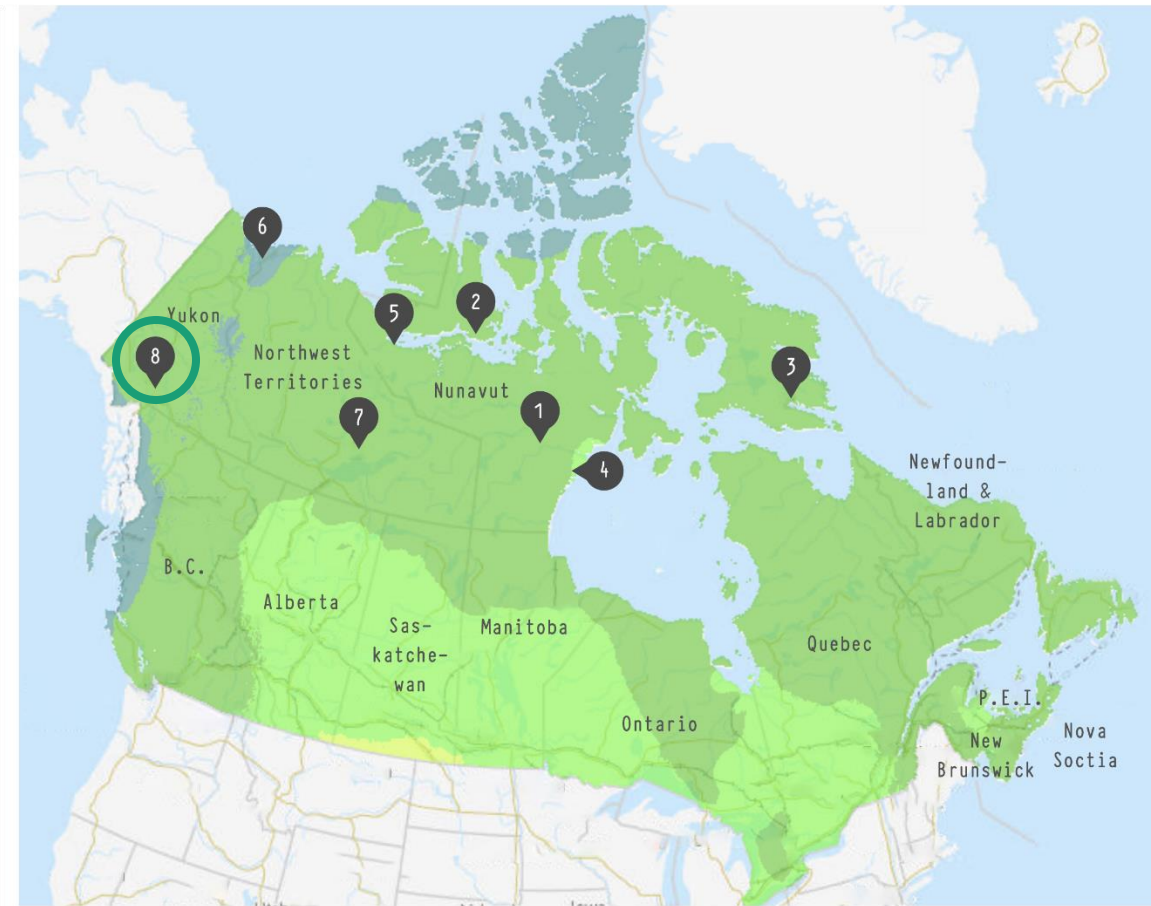 6
Yukon
2
5
8
Northwest
Territories
3
Nunavut
1
7
4
Newfound-
land &
Labrador
B.C.
Alberta
Sas-
katche-
wan
Manitoba
Quebec
Ontario
P.E.I.
New
Brunswick
Nova
Soctia